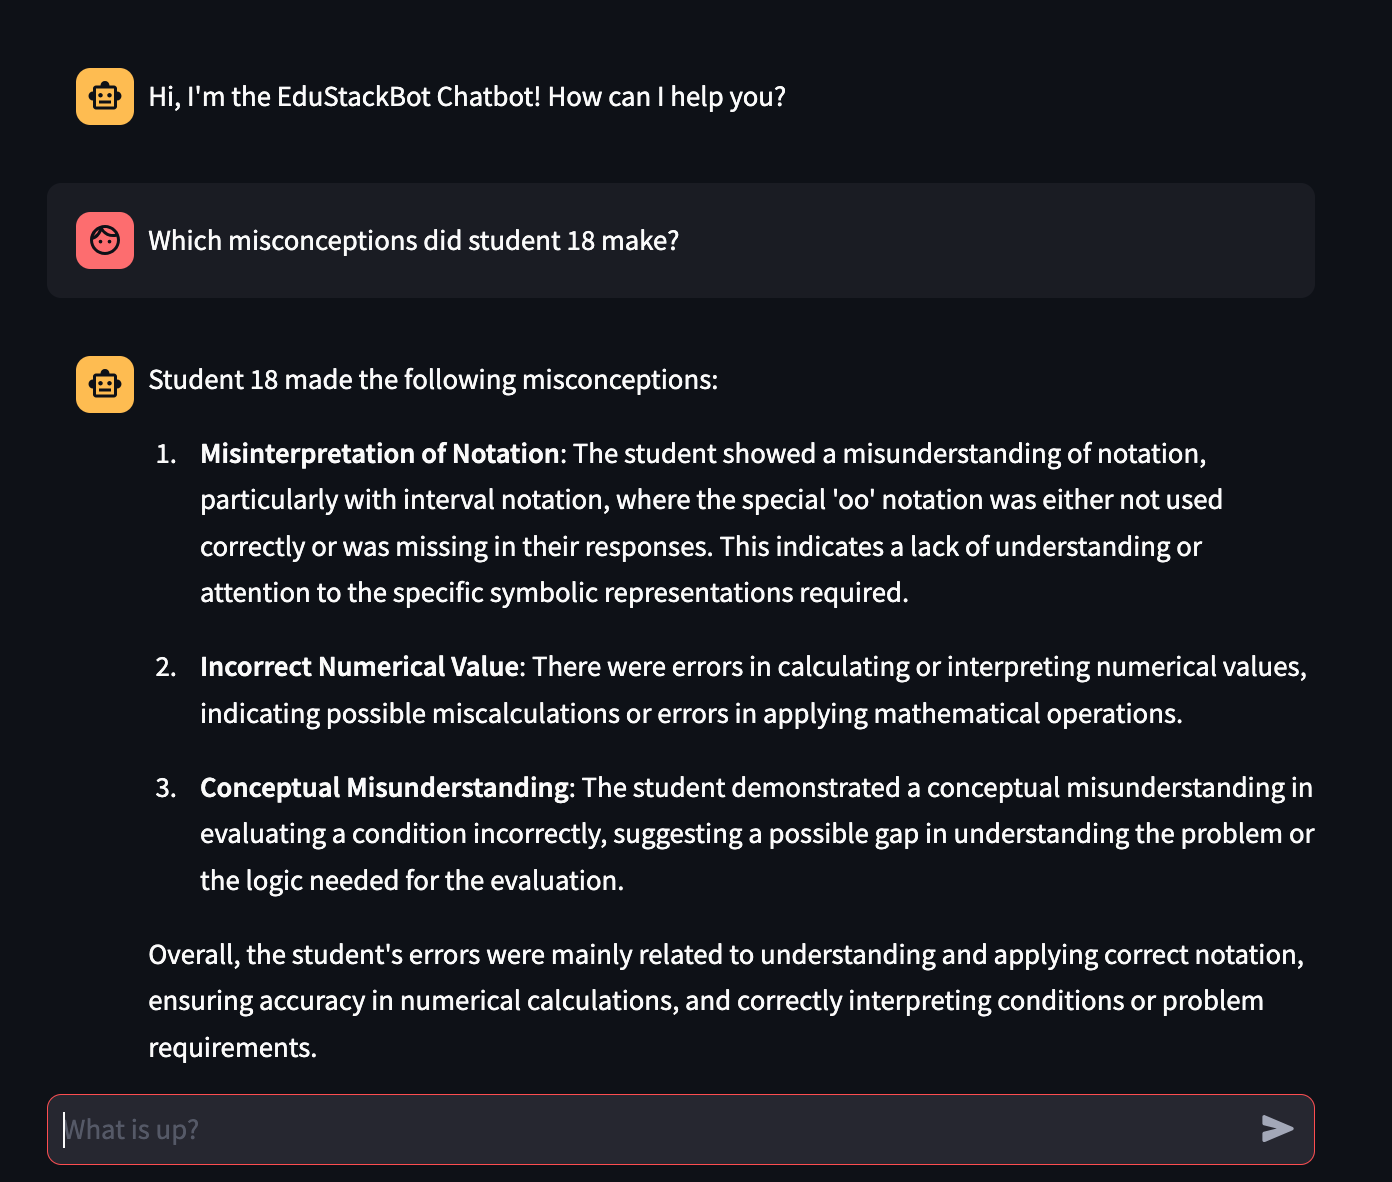 Hi, I'm the EduStackBot Chatbot! How can I help you?
Which misconceptions did student 18 make?
Student 18 made the following misconceptions:
1. Misinterpretation of Notation: The student showed a misunderstanding of notation,
particularly with interval notation, where the special 'oo' notation was either not used
correctly or was missing in their responses. This indicates a lack of understanding or
attention to the specific symbolic representations required.
2. Incorrect Numerical Value: There were errors in calculating or interpreting numerical values,
indicating possible miscalculations or errors in applying mathematical operations.
3. Conceptual Misunderstanding: The student demonstrated a conceptual misunderstanding in
evaluating a condition incorrectly, suggesting a possible gap in understanding the problem or
the logic needed for the evaluation.
Overall, the student's errors were mainly related to understanding and applying correct notation,
ensuring accuracy in numerical calculations, and correctly interpreting conditions or problem
requirements.
What is up?